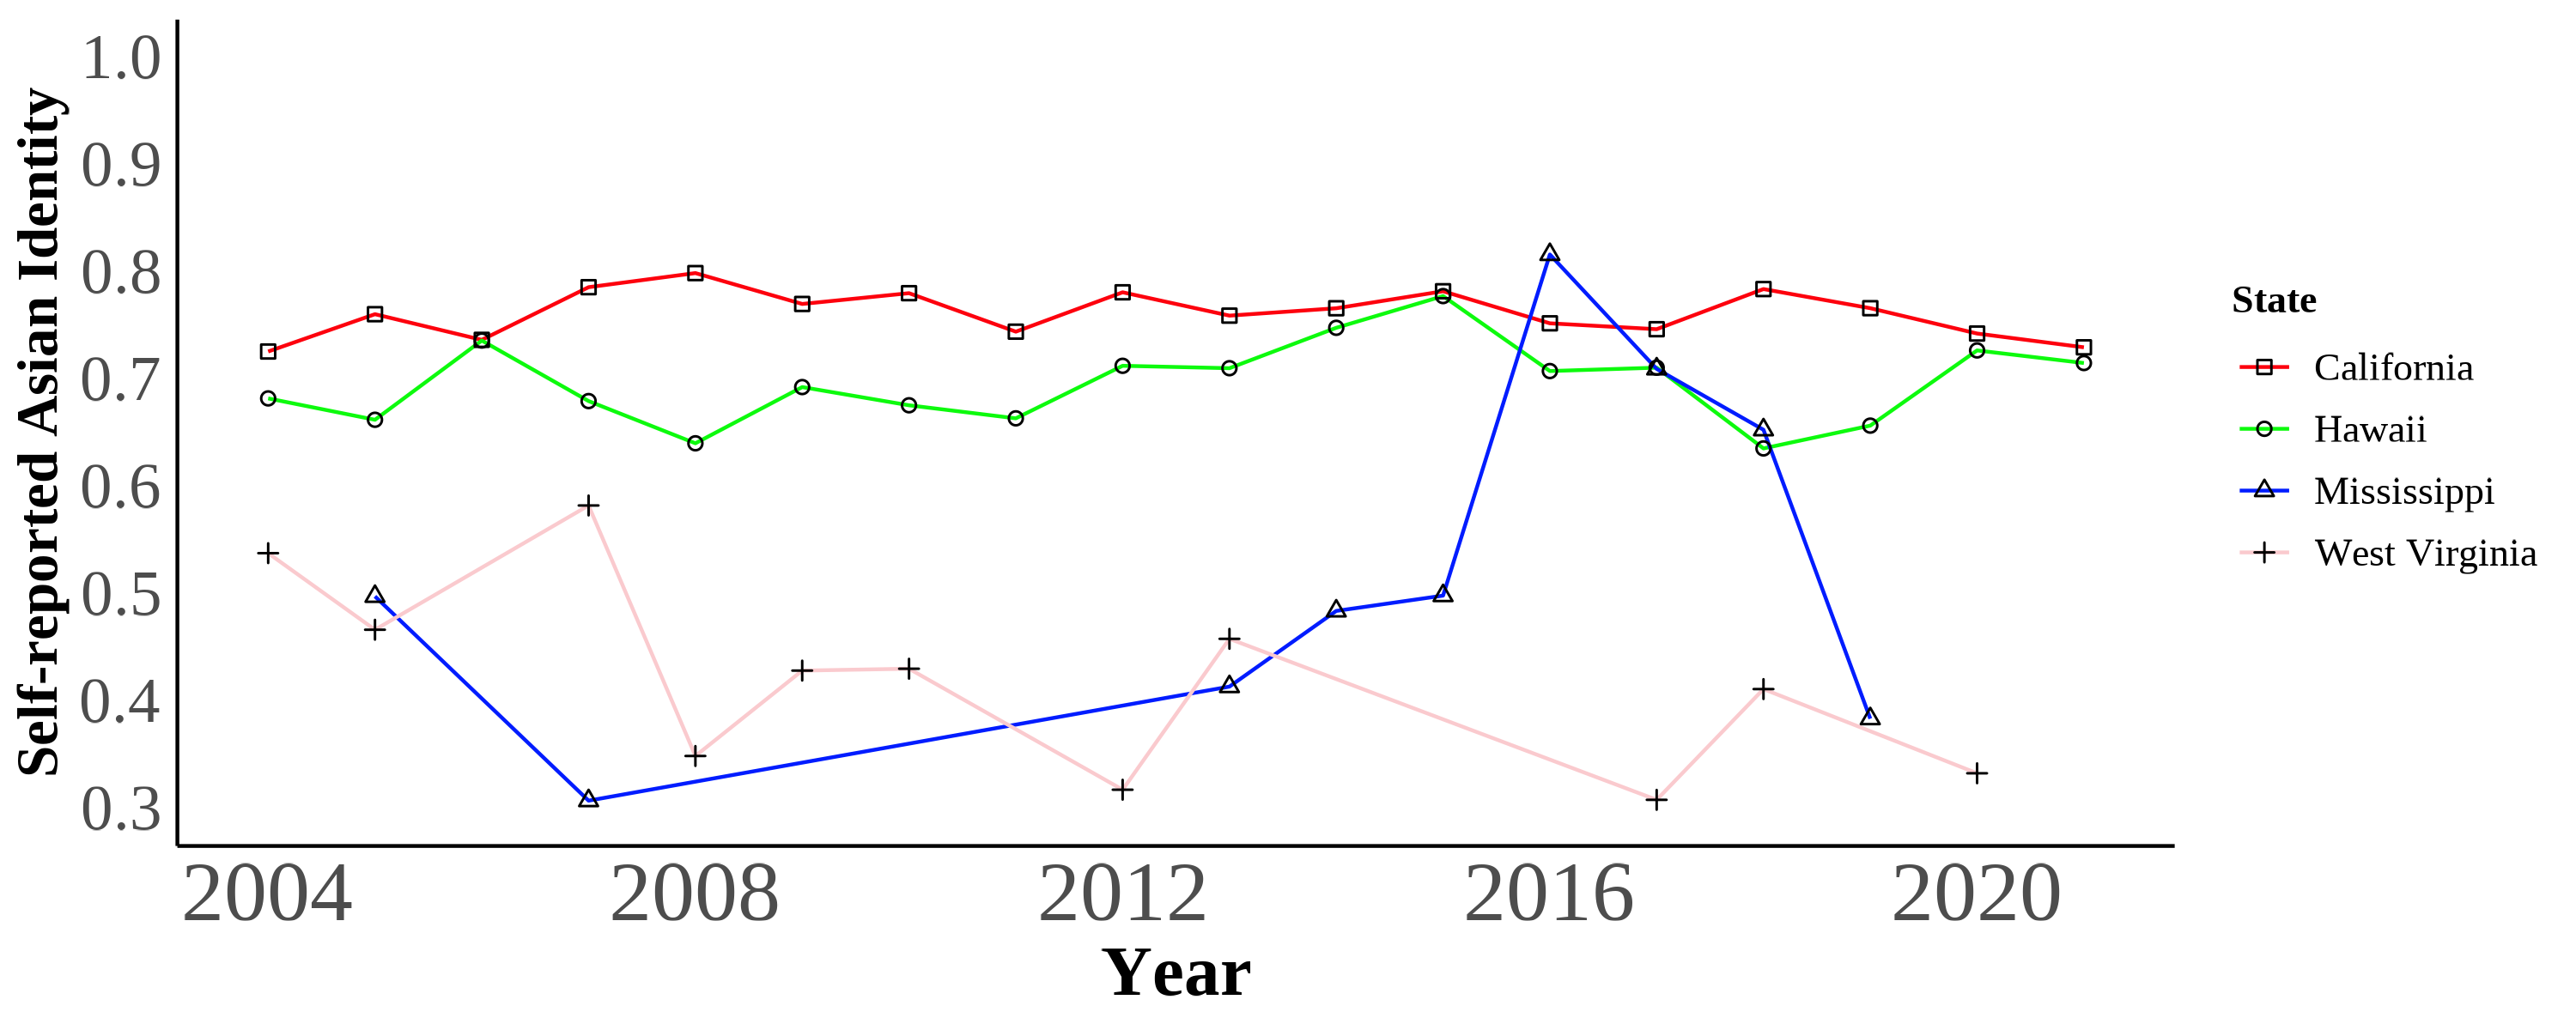 Self-reported Asian Identity
1.0
0.9
0.8
0.7
0.6
0.5
0.4
0.3
2004 2008 2012 2016 2020
Year
State
California
Hawaii
Mississippi
West Virginia